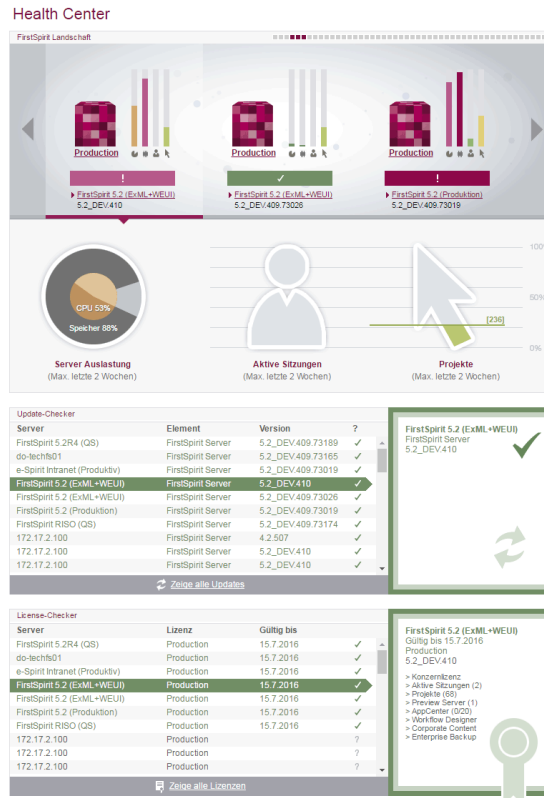 Health Center
FirstSpirit Landschaft
Production
Production
Production
!
✓
!
FirstSpirit 5.2 (ExML+WEUI)
5.2_DEV.410
FirstSpirit 5.2 (ExML+WEUI)
5.2_DEV.409.73026
FirstSpirit 5.2 (Produktion)
5.2_DEV.409.73019
100%
50%
0%
CPU 53%
Speicher 88%
[236]
Server Auslastung
(Max. letzte 2 Wochen)
Aktive Sitzungen
(Max. letzte 2 Wochen)
Projekte
(Max. letzte 2 Wochen)
Update-Checker
Server Element Version ?
FirstSpirit 5.2R4 (QS) FirstSpirit Server 5.2_DEV.409.73189 ✓
do-techfs01 FirstSpirit Server 5.2_DEV.409.73165 ✓
e-Spirit Intranet (Produktiv) FirstSpirit Server 5.2_DEV.409.73019 ✓
FirstSpirit 5.2 (ExML+WEUI) FirstSpirit Server 5.2_DEV.410 ✓
FirstSpirit 5.2 (ExML+WEUI) FirstSpirit Server 5.2_DEV.409.73026 ✓
FirstSpirit 5.2 (Produktion) FirstSpirit Server 5.2_DEV.409.73019 ✓
FirstSpirit RISO (QS) FirstSpirit Server 5.2_DEV.409.73174 ✓
172.17.2.100 FirstSpirit Server 4.2.507 ✓
172.17.2.100 FirstSpirit Server 5.2_DEV.410 ✓
172.17.2.100 FirstSpirit Server 5.2_DEV.410 ✓
Zeige alle Updates
FirstSpirit 5.2 (ExML+WEUI)
FirstSpirit Server
5.2_DEV.410
License-Checker
Server Lizenz Gültig bis
FirstSpirit 5.2R4 (QS) Production 15.7.2016 ✓
do-techfs01 Production 15.7.2016 ✓
e-Spirit Intranet (Produktiv) Production 15.7.2016 ✓
FirstSpirit 5.2 (ExML+WEUI) Production 15.7.2016 ✓
FirstSpirit 5.2 (ExML+WEUI) Production 15.7.2016 ✓
FirstSpirit 5.2 (Produktion) Production 15.7.2016 ✓
FirstSpirit RISO (QS) Production 15.7.2016 ✓
172.17.2.100 Production ?
172.17.2.100 Production ?
172.17.2.100 Production ?
Zeige alle Lizenzen
FirstSpirit 5.2 (ExML+WEUI)
Gültig bis 15.7.2016
Production
5.2_DEV.410
> Konzernlizenz
> Aktive Sitzungen (2)
> Projekte (68)
> Preview Server (1)
> AppCenter (0/20)
> Workflow Designer
> Corporate Content
> Enterprise Backup